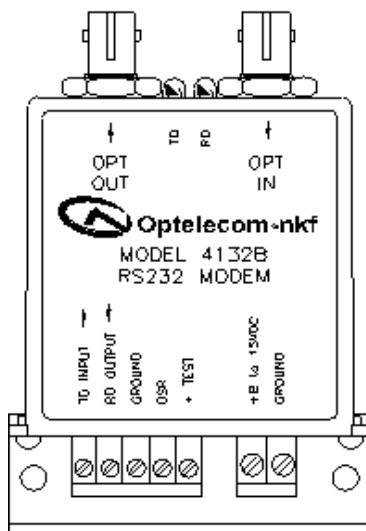 TD
RD
OPT
OUT
OPT
IN
Optelecom-nkf
MODEL 4132B
RS232 MODEM
TD INPUT
RD OUTPUT
GROUND
DSR
+ TEST
+8 to 15VDC
GROUND